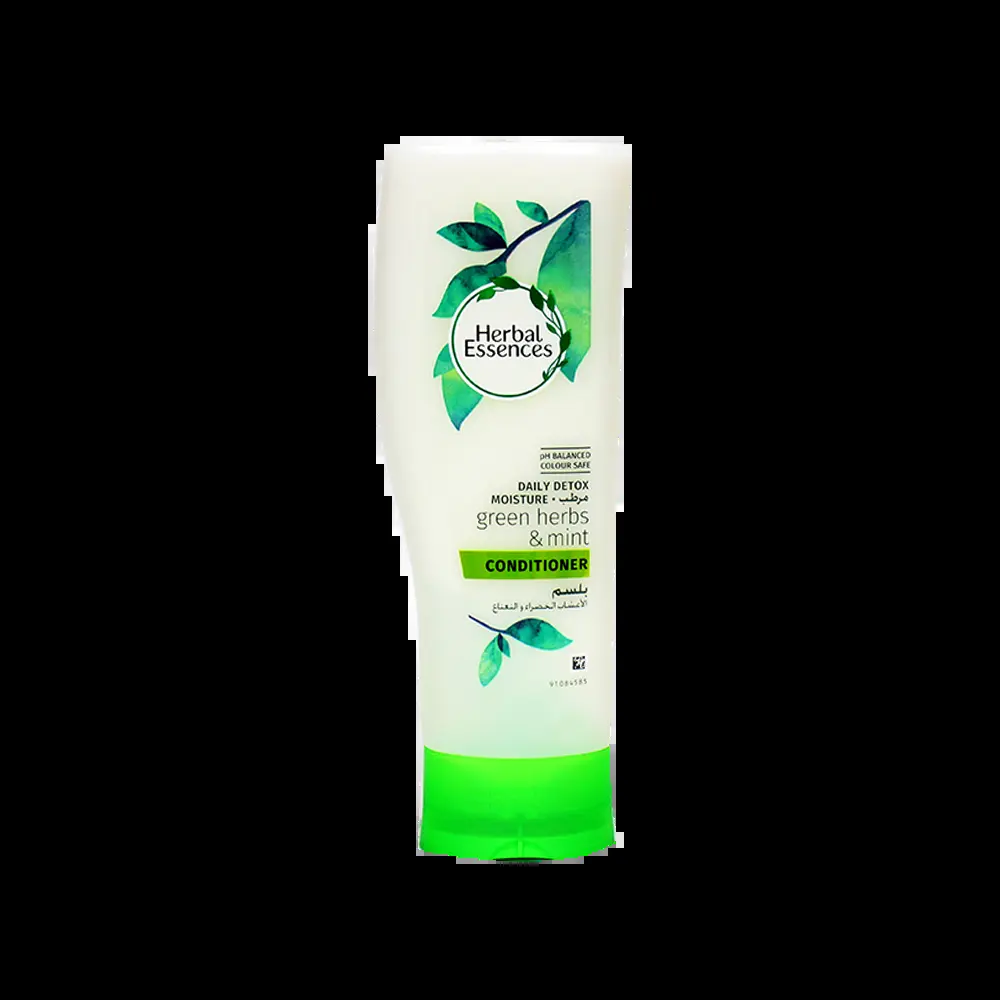 Herbal
Essences
pH BALANCED
COLOUR SAFE
DAILY DETOX
MOISTURE • مرطب
green herbs
& mint
CONDITIONER
بلسم
الأعشاب الخضراء و النعناع
91084585